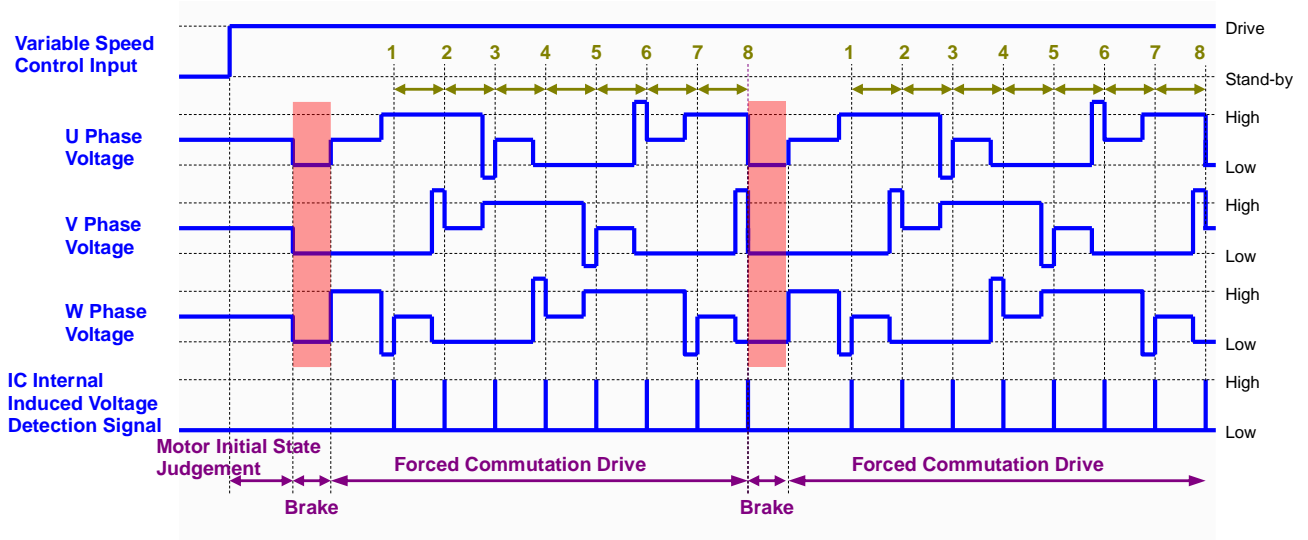 Variable Speed
Control Input
Drive
Stand-by
1 2 3 4 5 6 7 8 1 2 3 4 5 6 7 8
U Phase
Voltage
High
Low
V Phase
Voltage
High
Low
W Phase
Voltage
High
Low
IC Internal
Induced Voltage
Detection Signal
High
Low
Motor Initial State
Judgement
Forced Commutation Drive
Forced Commutation Drive
Brake
Brake